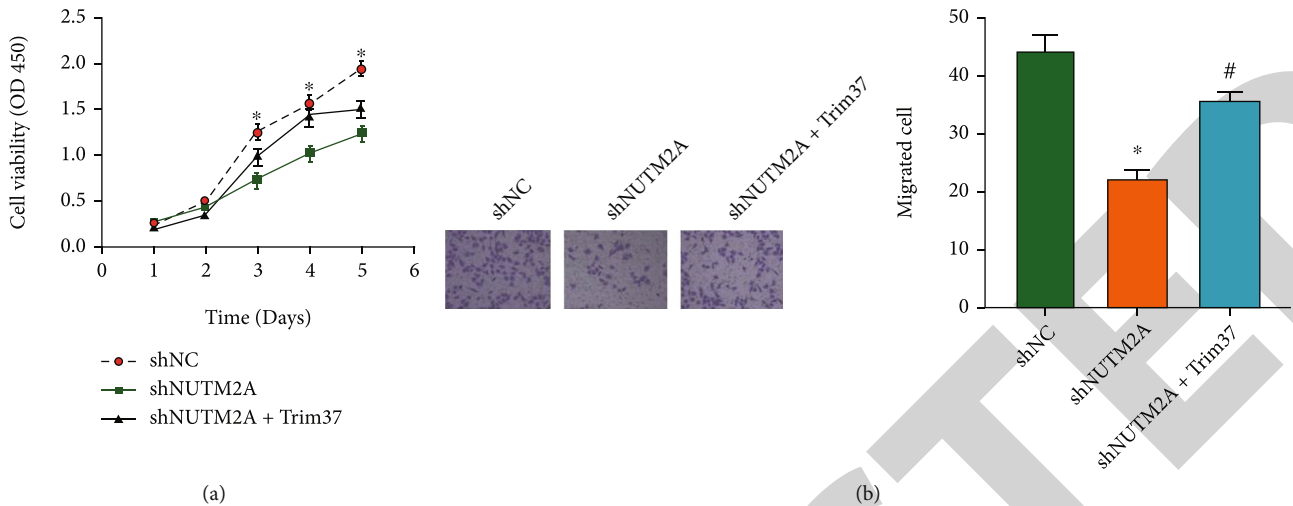 2.5
2.0
1.5
1.0
0.5
0.0
Cell viability (OD 450)
*
*
*
0 1 2 3 4 5 6
Time (Days)
shNC
shNUTM2A
shNUTM2A + Trim37
(a)
shNC
shNUTM2A
shNUTM2A + Trim37
50
40
30
20
10
0
Migrated cell
*
#
shNC
shNUTM2A
shNUTM2A + Trim37
(b)